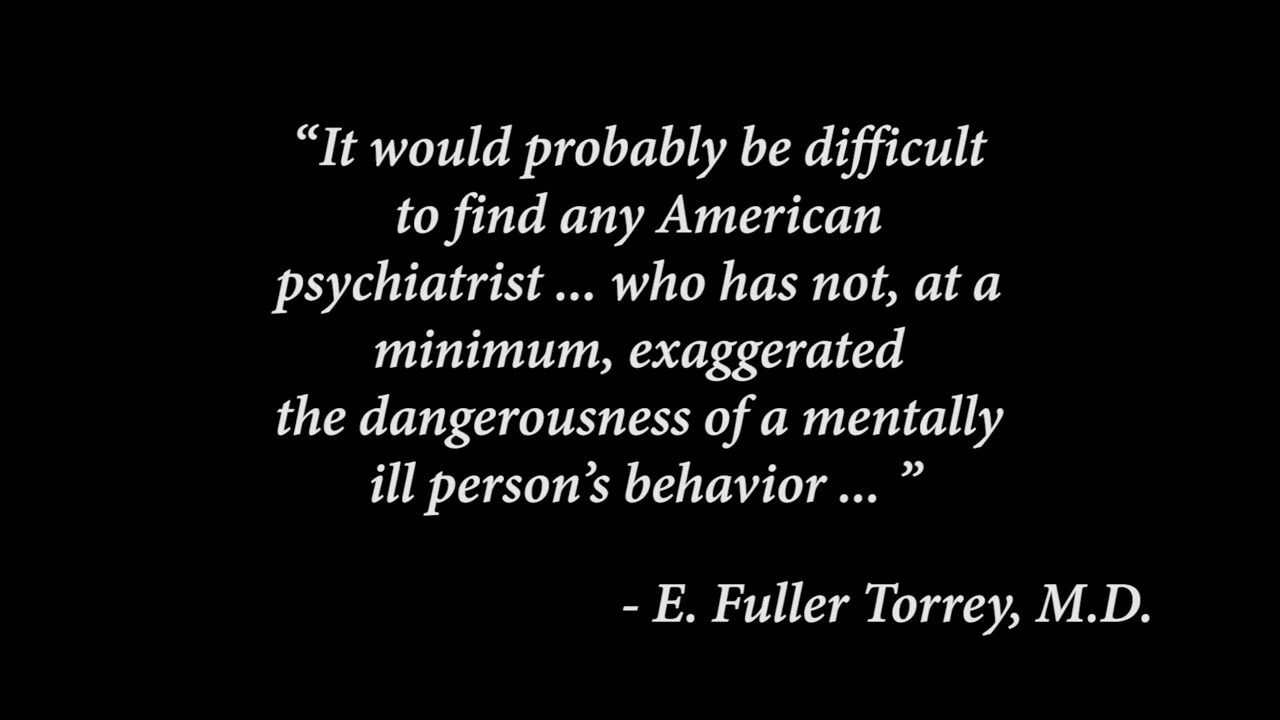 “It would probably be difficult
to find any American
psychiatrist ... who has not, at a
minimum, exaggerated
the dangerousness of a mentally
ill person’s behavior ... ”
- E. Fuller Torrey, M.D.